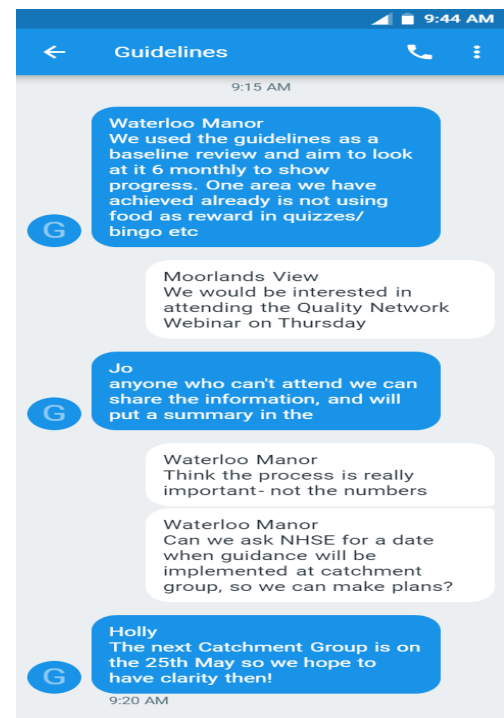 9:44 AM
Guidelines
9:15 AM
Waterloo Manor
We used the guidelines as a
baseline review and aim to look
at it 6 monthly to show
progress. One area we have
achieved already is not using
food as reward in quizzes/
bingo etc
G
Moorlands View
We would be interested in
attending the Quality Network
Webinar on Thursday
Jo
anyone who can't attend we can
share the information, and will
put a summary in the
G
Waterloo Manor
Think the process is really
important- not the numbers
Waterloo Manor
Can we ask NHSE for a date
when guidance will be
implemented at catchment
group, so we can make plans?
Holly
The next Catchment Group is on
the 25th May so we hope to
have clarity then!
G
9:20 AM